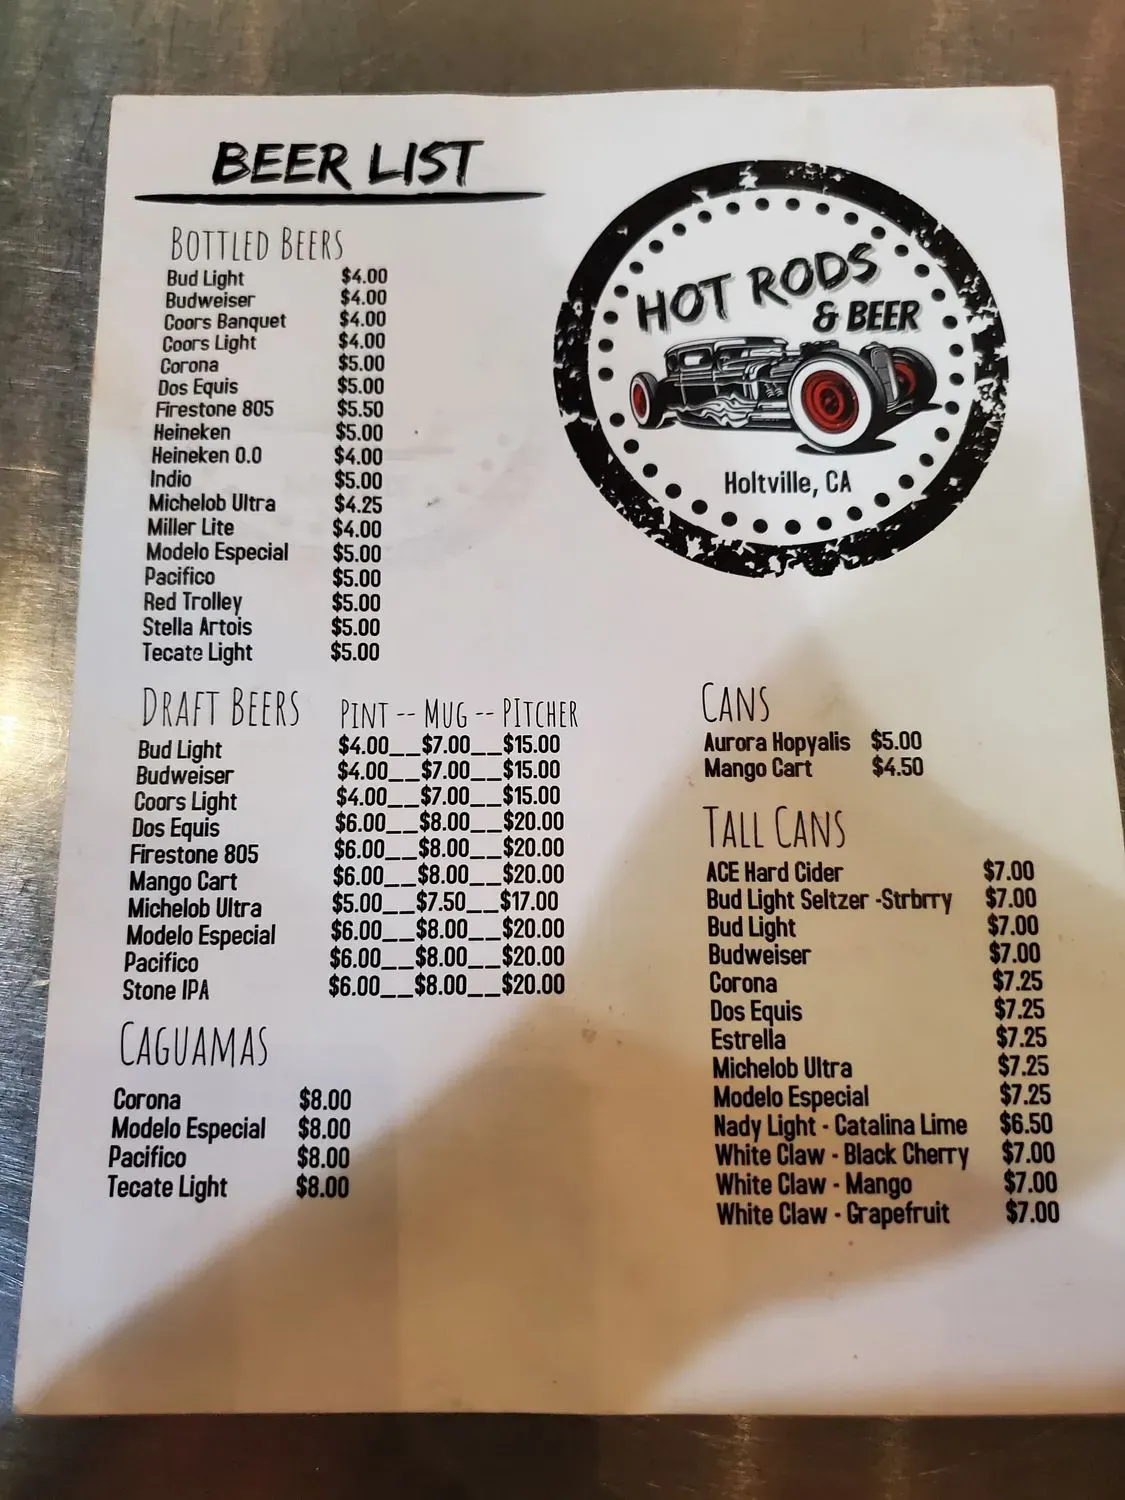 BEER LIST
HOT RODS
& BEER
Holtville, CA
BOTTLED BEERS
Bud Light $4.00
Budweiser $4.00
Coors Banquet $4.00
Coors Light $4.00
Corona $5.00
Dos Equis $5.00
Firestone 805 $5.50
Heineken $5.00
Heineken 0.0 $4.00
Indio $5.00
Michelob Ultra $4.25
Miller Lite $4.00
Modelo Especial $5.00
Pacifico $5.00
Red Trolley $5.00
Stella Artois $5.00
Tecate Light $5.00
DRAFT BEERS PINT -- MUG -- PITCHER
Bud Light $4.00__$7.00__$15.00
Budweiser $4.00__$7.00__$15.00
Coors Light $4.00__$7.00__$15.00
Dos Equis $6.00__$8.00__$20.00
Firestone 805 $6.00__$8.00__$20.00
Mango Cart $6.00__$8.00__$20.00
Michelob Ultra $5.00__$7.50__$17.00
Modelo Especial $6.00__$8.00__$20.00
Pacifico $6.00__$8.00__$20.00
Stone IPA $6.00__$8.00__$20.00
CAGUAMAS
Corona $8.00
Modelo Especial $8.00
Pacifico $8.00
Tecate Light $8.00
CANS
Aurora Hopyalis $5.00
Mango Cart $4.50
TALL CANS
ACE Hard Cider $7.00
Bud Light Seltzer -Strbrry $7.00
Bud Light $7.00
Budweiser $7.00
Corona $7.25
Dos Equis $7.25
Estrella $7.25
Michelob Ultra $7.25
Modelo Especial $7.25
Nady Light - Catalina Lime $6.50
White Claw - Black Cherry $7.00
White Claw - Mango $7.00
White Claw - Grapefruit $7.00